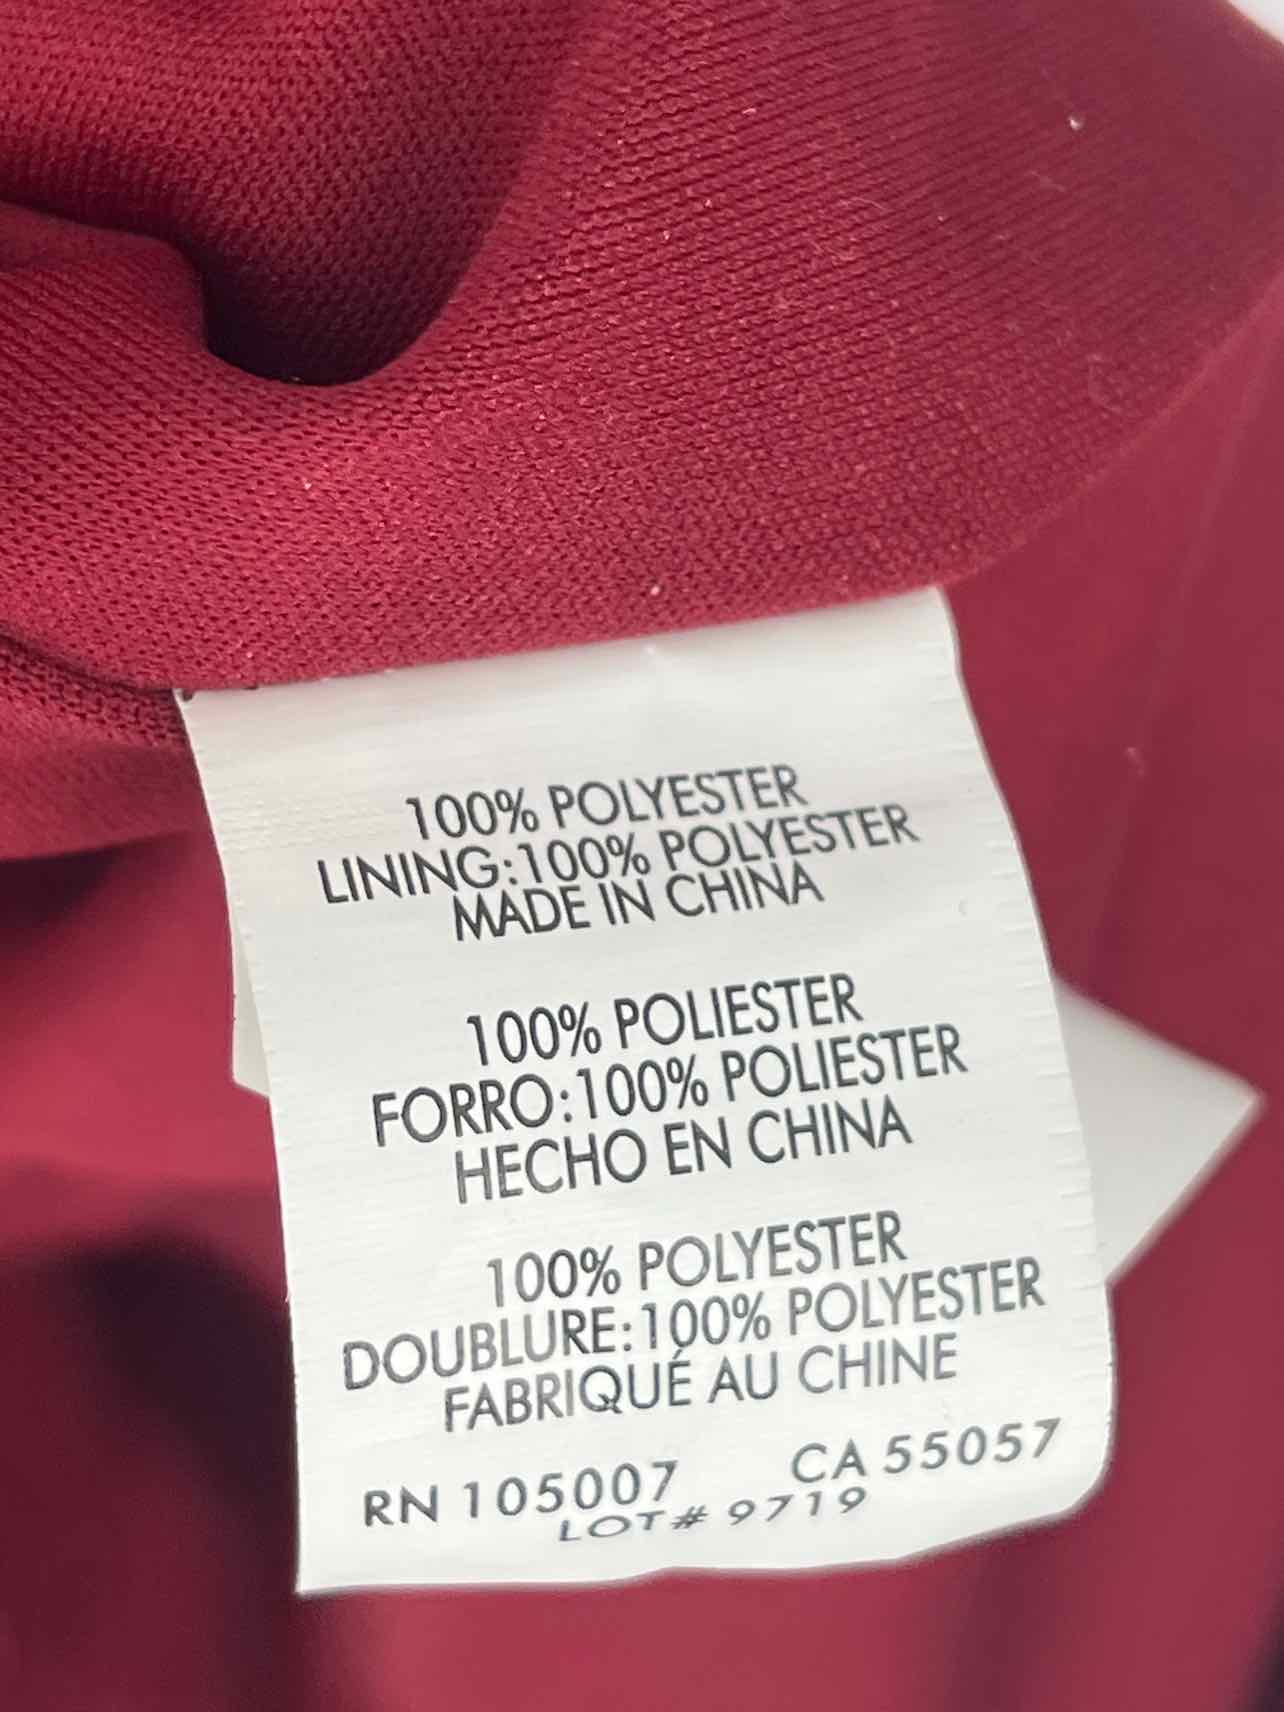 100% POLYESTER
LINING:100% POLYESTER
MADE IN CHINA
100% POLIESTER
FORRO:100% POLIESTER
HECHO EN CHINA
100% POLYESTER
DOUBLURE:100% POLYESTER
FABRIQUÉ AU CHINE
RN 105007 CA 55057
LOT# 9719